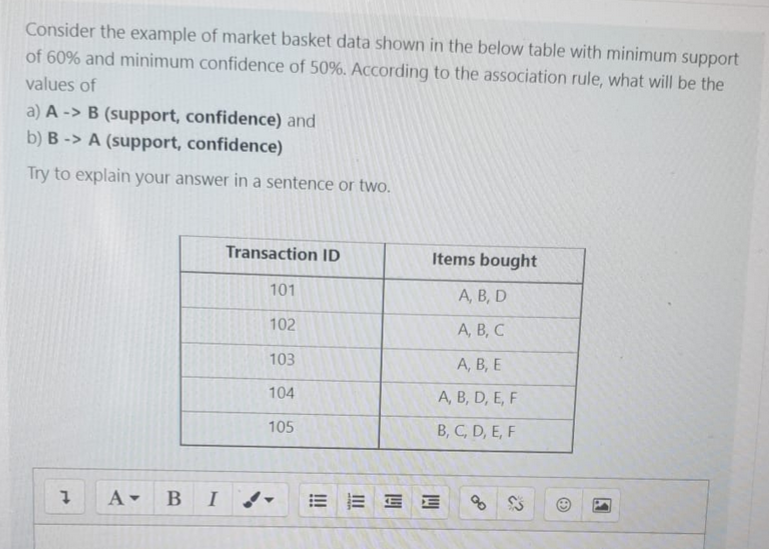 Consider the example of market basket data shown in the below table with minimum support
of 60% and minimum confidence of 50%. According to the association rule, what will be the
values of
a) A -> B (support, confidence) and
b) B -> A (support, confidence)
Try to explain your answer in a sentence or two.
Transaction ID Items bought
101 A, B, D
102 A, B, C
103 A, B, E
104 A, B, D, E, F
105 B, C, D, E, F
A B I